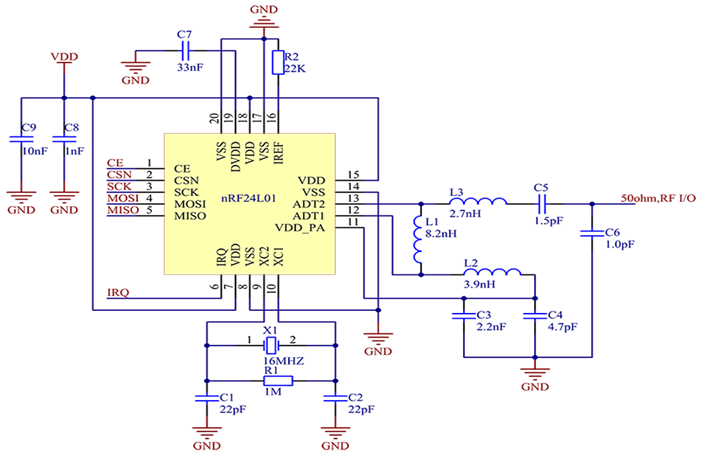 GND
C7
33nF
GND
R2
22K
VDD
20
19
18
17
16
VSS
DVDD
VDD
VSS
IREF
C9
10nF
C8
1nF
GND
GND
CE
CSN
SCK
MOSI
MISO
1
2
3
4
5
CE
CSN
SCK
MOSI
MISO
nRF24L01
VDD
VSS
ADT2
ADT1
VDD_PA
15
14
13
12
11
L3
2.7nH
C5
1.5pF
50ohm,RF I/O
L1
8.2nH
C6
1.0pF
L2
3.9nH
IRQ
IRQ
VDD
VSS
XC2
XC1
6
7
8
9
10
C3
2.2nF
C4
4.7pF
GND
GND
X1
1
2
16MHZ
R1
1M
C1
22pF
C2
22pF
GND
GND